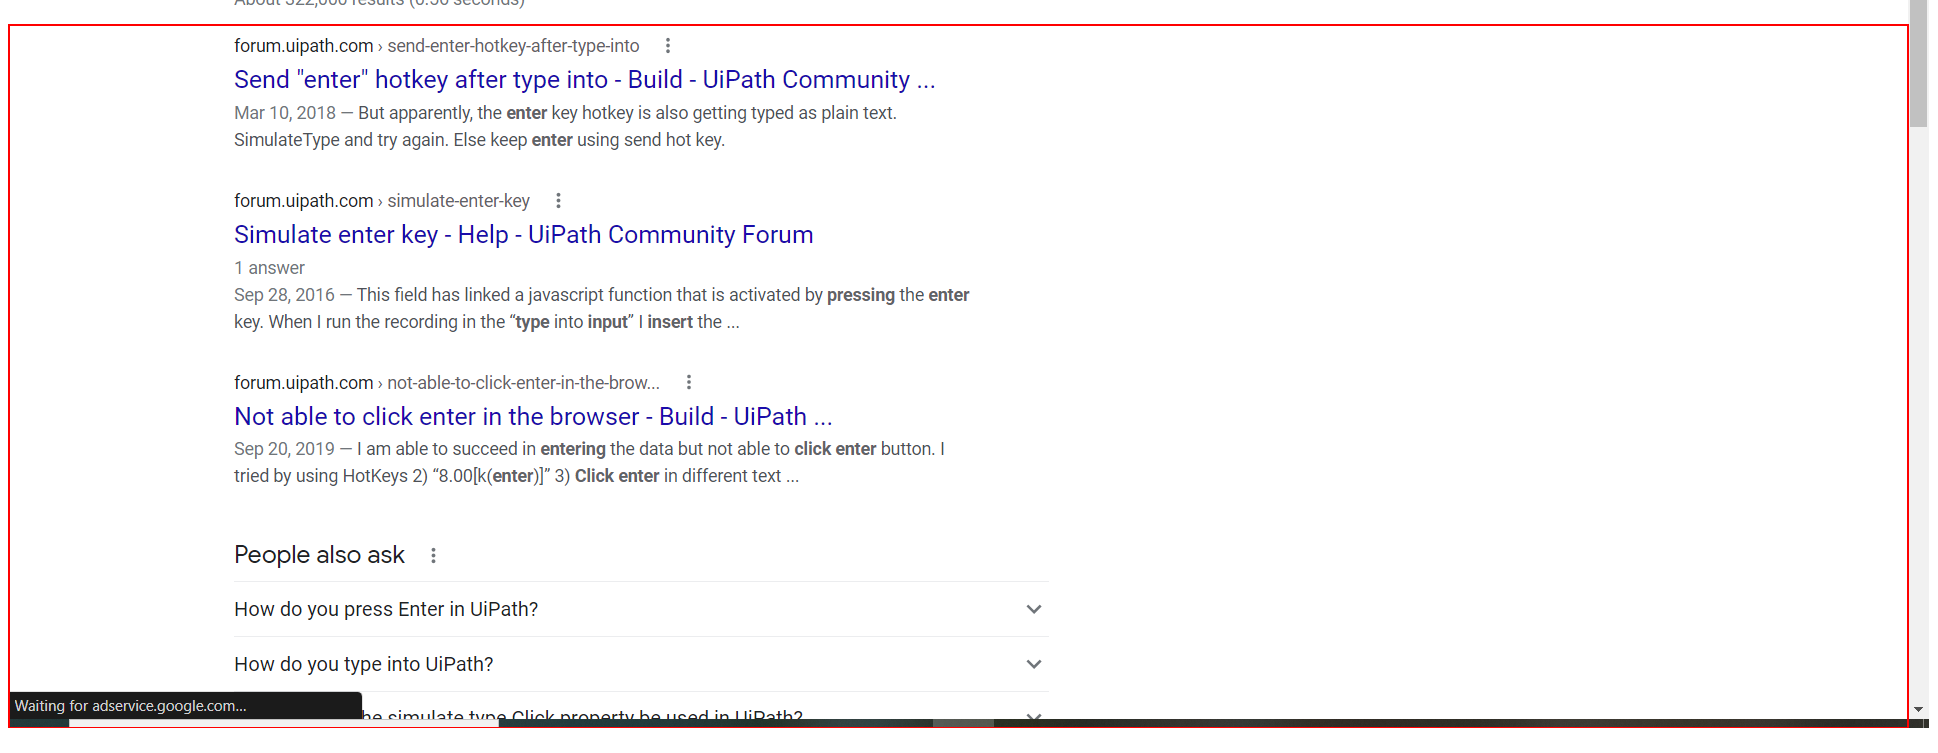 About 322,000 results (0.50 seconds)
forum.uipath.com › send-enter-hotkey-after-type-into
Send "enter" hotkey after type into - Build - UiPath Community ...
Mar 10, 2018 — But apparently, the enter key hotkey is also getting typed as plain text.
SimulateType and try again. Else keep enter using send hot key.
forum.uipath.com › simulate-enter-key
Simulate enter key - Help - UiPath Community Forum
1 answer
Sep 28, 2016 — This field has linked a javascript function that is activated by pressing the enter
key. When I run the recording in the “type into input” I insert the ...
forum.uipath.com › not-able-to-click-enter-in-the-brow...
Not able to click enter in the browser - Build - UiPath ...
Sep 20, 2019 — I am able to succeed in entering the data but not able to click enter button. I
tried by using HotKeys 2) “8.00[k(enter)]” 3) Click enter in different text ...
People also ask
How do you press Enter in UiPath?
How do you type into UiPath?
Waiting for adservice.google.com...
simulate type Click property be used in UiPath?